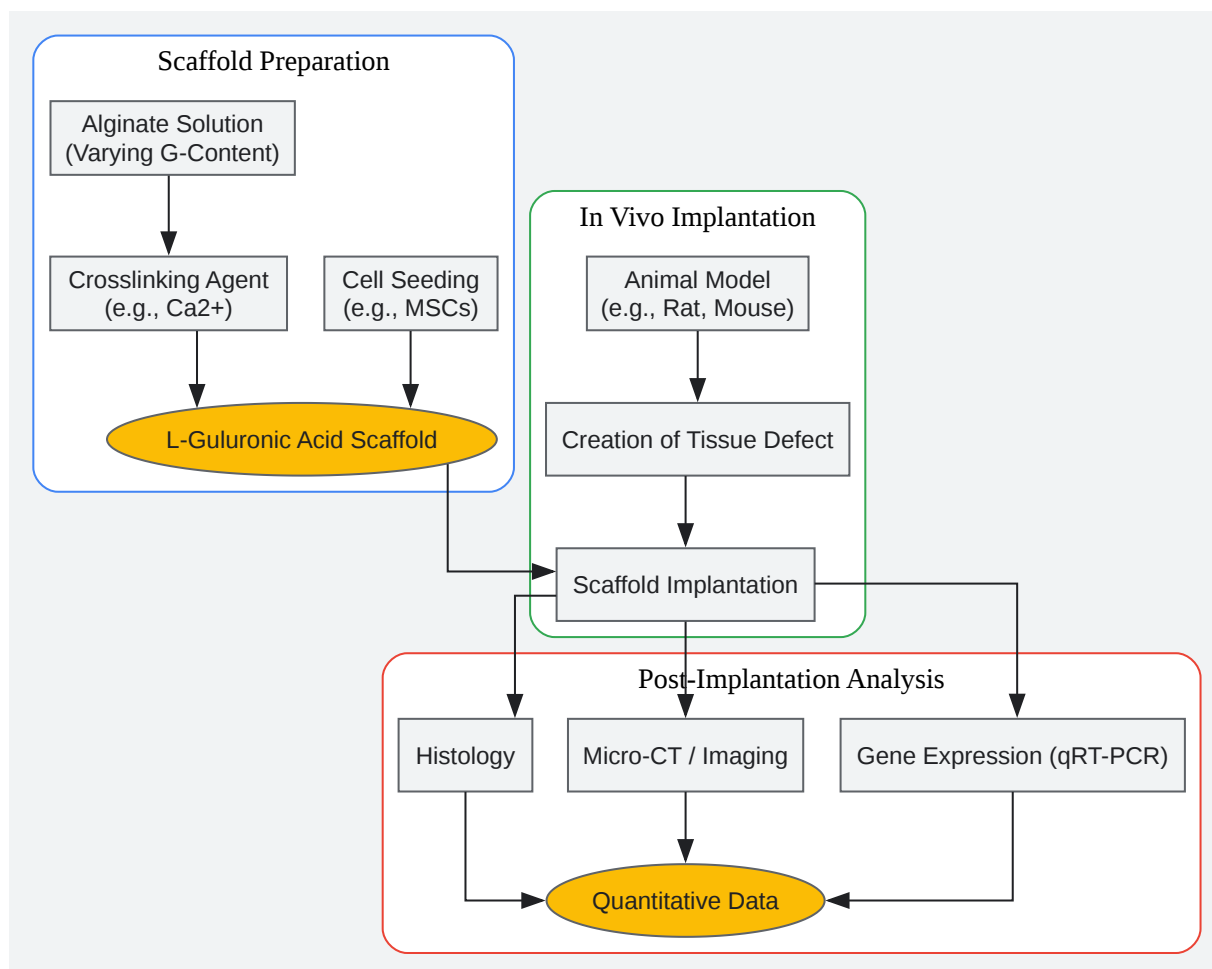 Scaffold Preparation
Alginate Solution
(Varying G-Content)
Crosslinking Agent
(e.g., Ca2+)
Cell Seeding
(e.g., MSCs)
L-Guluronic Acid Scaffold
In Vivo Implantation
Animal Model
(e.g., Rat, Mouse)
Creation of Tissue Defect
Scaffold Implantation
Post-Implantation Analysis
Histology
Micro-CT / Imaging
Gene Expression (qRT-PCR)
Quantitative Data